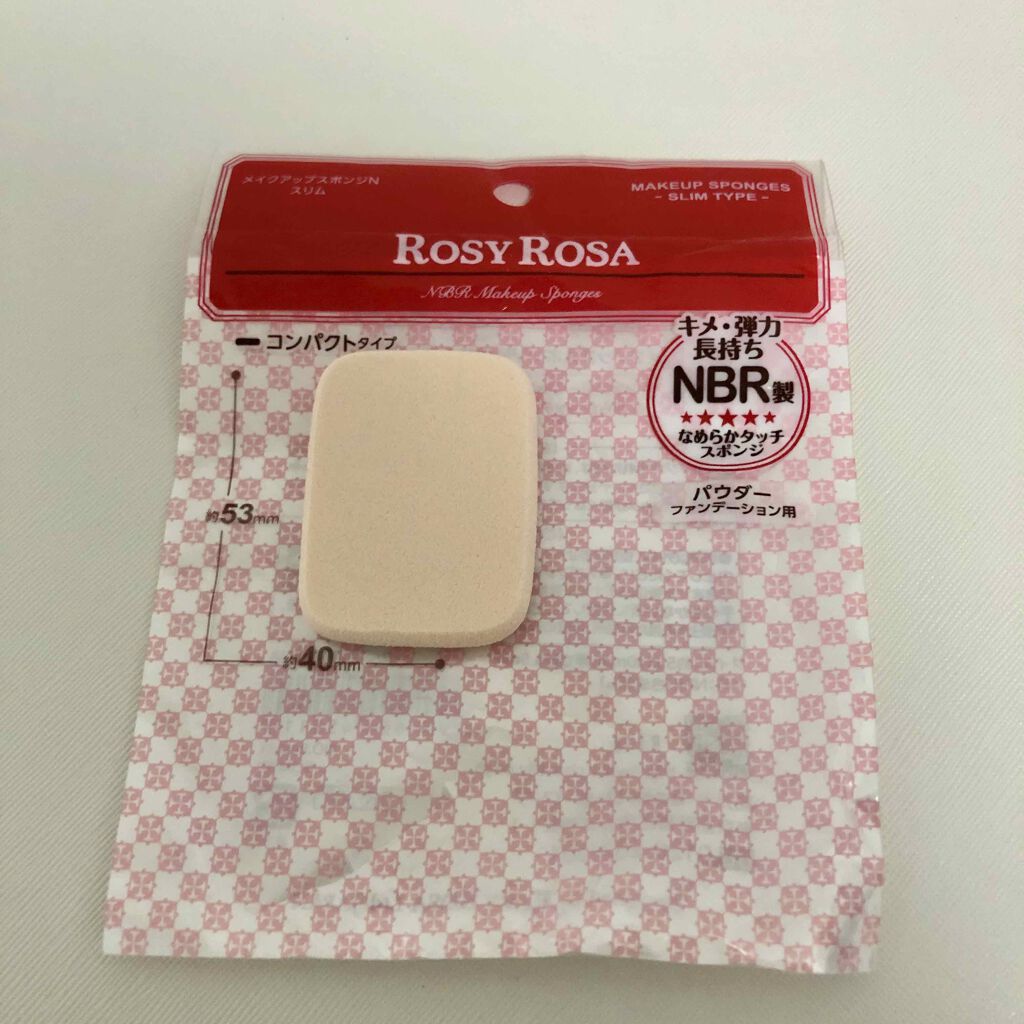 メイクアップスポンジN
スリム
MAKEUP SPONGES
- SLIM TYPE -
ROSY ROSA
NBR Makeup Sponges
コンパクトタイプ
キメ・弾力
長持ち
NBR製
★★★★★
なめらかタッチ
スポンジ
パウダー
ファンデーション用
約53mm
約40mm